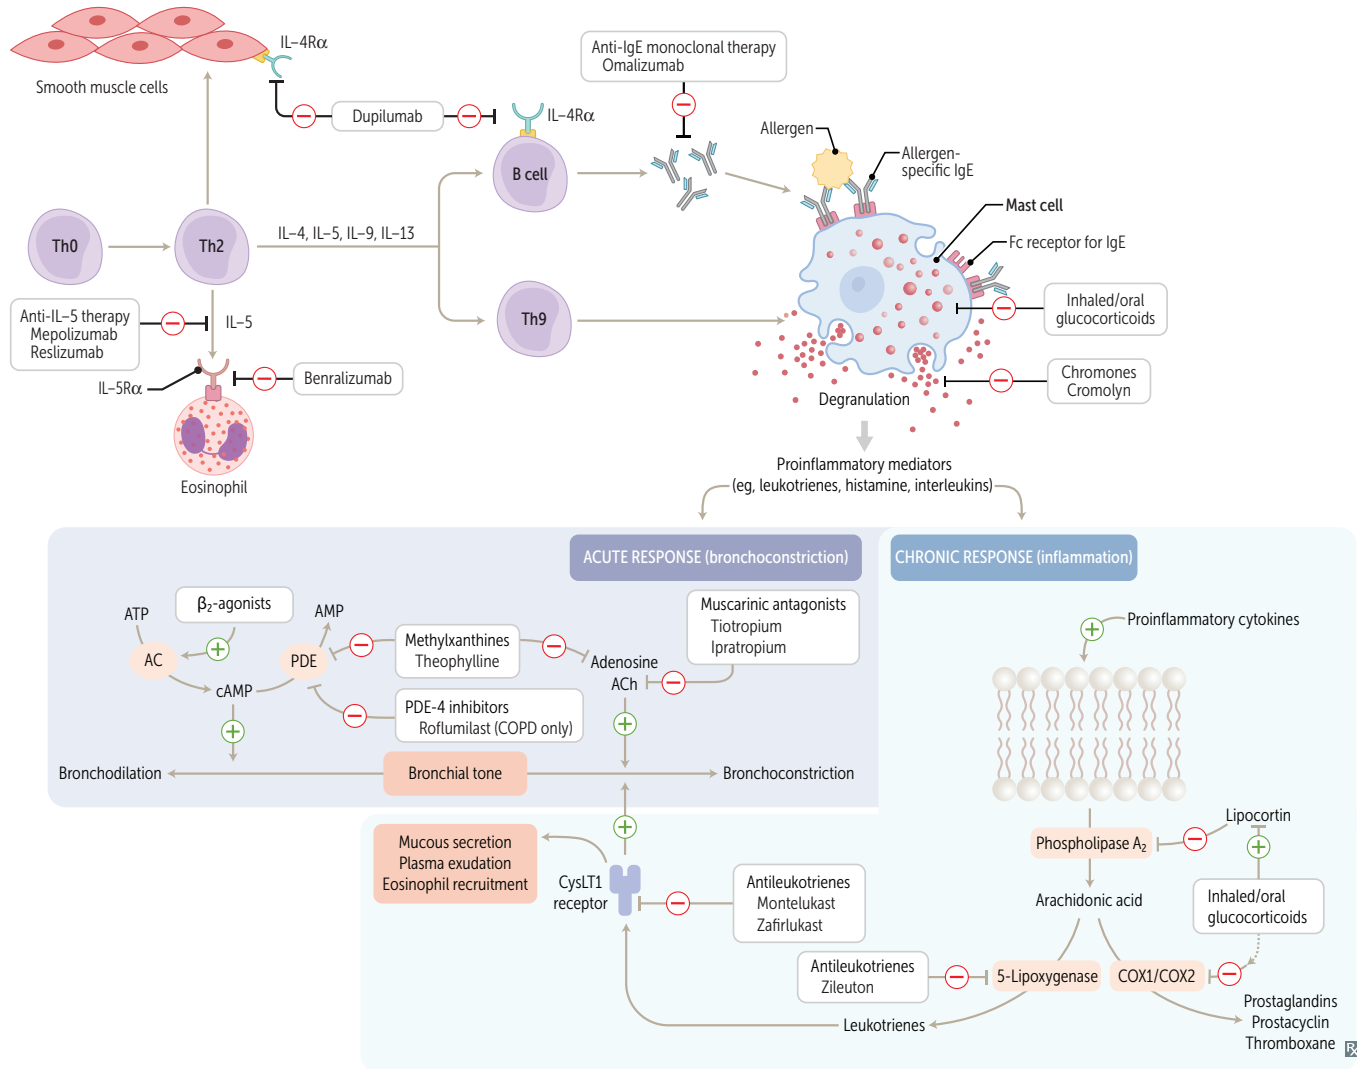 IL–4Rα
Smooth muscle cells
Dupilumab
IL–4Rα
Anti-IgE monoclonal therapy
Omalizumab
Allergen
Allergen-
specific IgE
B cell
Mast cell
Th0
Th2
IL–4, IL–5, IL–9, IL–13
Fc receptor for IgE
Inhaled/oral
glucocorticoids
Th9
Anti-IL–5 therapy
Mepolizumab
Reslizumab
IL–5
IL–5Rα
Benralizumab
Chromones
Cromolyn
Degranulation
Eosinophil
Proinflammatory mediators
(eg, leukotrienes, histamine, interleukins)
ACUTE RESPONSE (bronchoconstriction)
CHRONIC RESPONSE (inflammation)
β2-agonists
ATP
AMP
AC
PDE
cAMP
Methylxanthines
Theophylline
Muscarinic antagonists
Tiotropium
Ipratropium
Adenosine
ACh
PDE-4 inhibitors
Roflumilast (COPD only)
Bronchodilation
Bronchial tone
Bronchoconstriction
Proinflammatory cytokines
Mucous secretion
Plasma exudation
Eosinophil recruitment
CysLT1
receptor
Antileukotrienes
Montelukast
Zafirlukast
Phospholipase A2
Lipocortin
Arachidonic acid
Inhaled/oral
glucocorticoids
Antileukotrienes
Zileuton
5-Lipoxygenase
COX1/COX2
Leukotrienes
Prostaglandins
Prostacyclin
Thromboxane
Rx